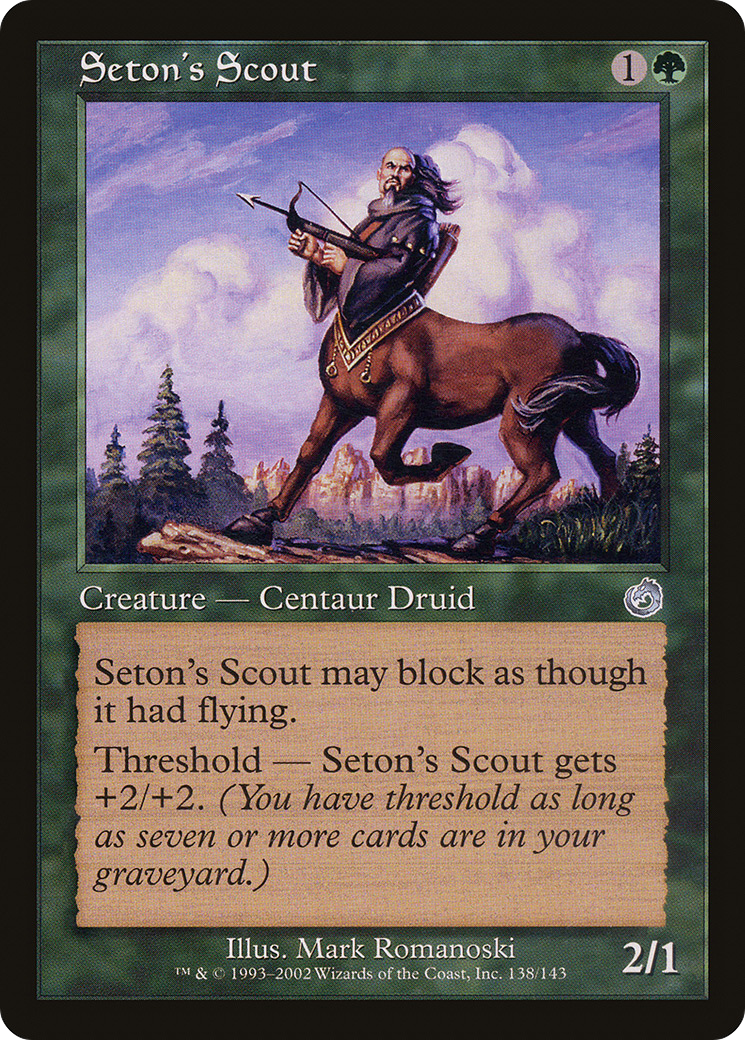 Seton's Scout
1
Creature — Centaur Druid
Seton's Scout may block as though
it had flying.
Threshold — Seton's Scout gets
+2/+2. (You have threshold as long
as seven or more cards are in your
graveyard.)
Illus. Mark Romanoski
™ & © 1993–2002 Wizards of the Coast, Inc. 138/143
2/1